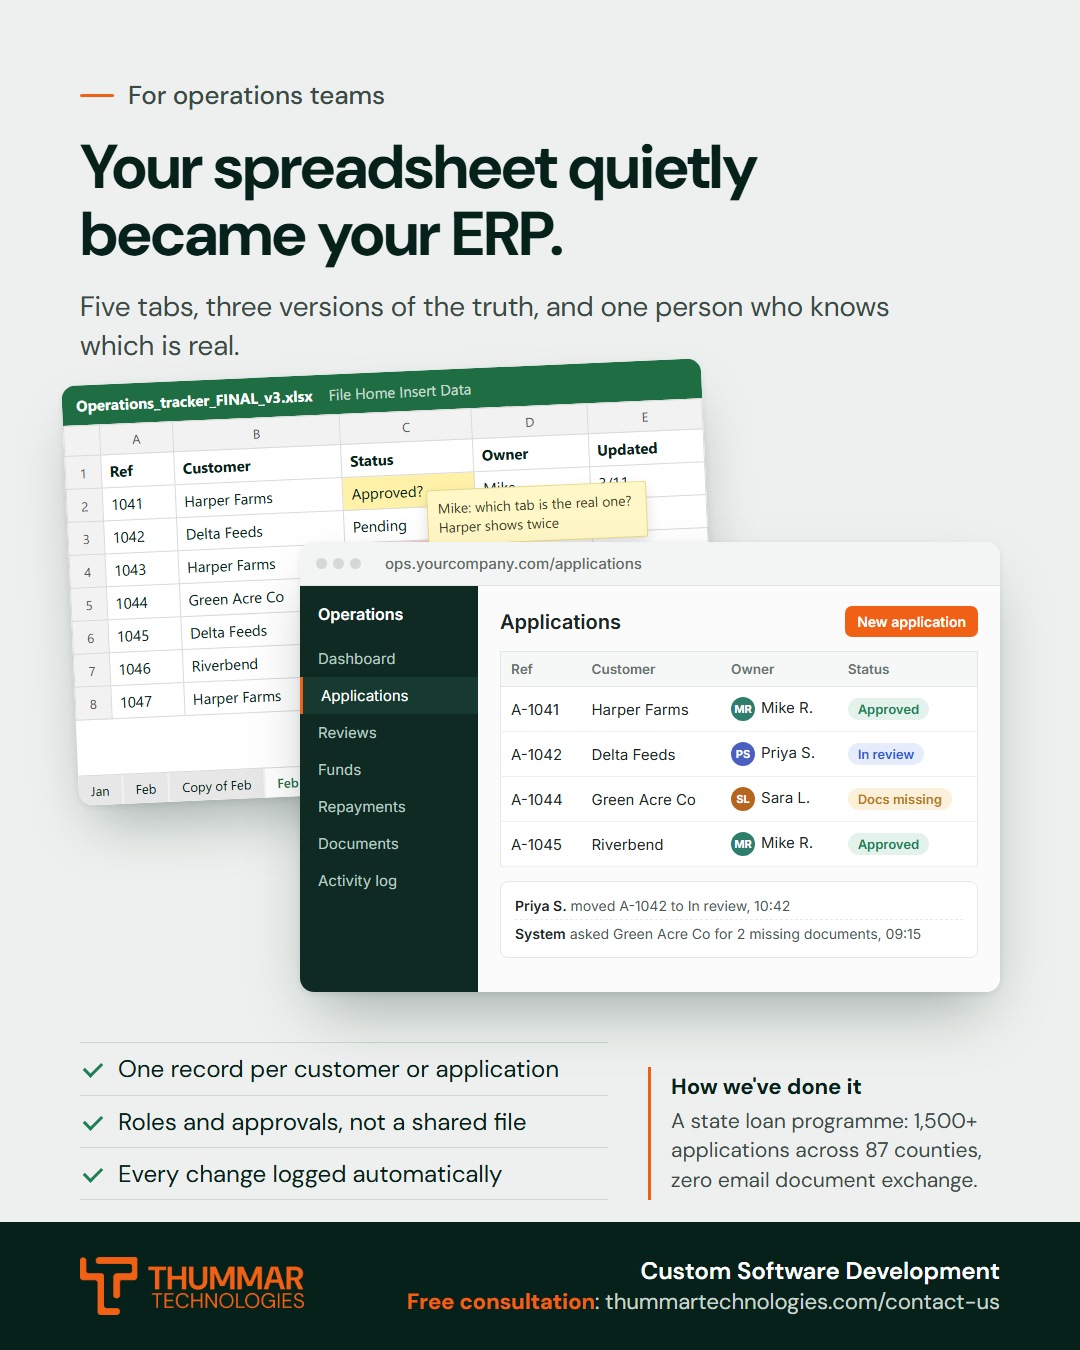 For operations teams
Your spreadsheet quietly
became your ERP.
Five tabs, three versions of the truth, and one person who knows
which is real.
Operations_tracker_FINAL_v3.xlsx File Home Insert Data
A B C D E
1 Ref Customer Status Owner Updated
2 1041 Harper Farms Approved? Mike
Mike: which tab is the real one?
Harper shows twice
3 1042 Delta Feeds Pending
4 1043 Harper Farms
5 1044 Green Acre Co
6 1045 Delta Feeds
7 1046 Riverbend
8 1047 Harper Farms
Jan Feb Copy of Feb Feb
ops.yourcompany.com/applications
Operations
Dashboard
Applications
Reviews
Funds
Repayments
Documents
Activity log
Applications New application
Ref Customer Owner Status
A-1041 Harper Farms MR Mike R. Approved
A-1042 Delta Feeds PS Priya S. In review
A-1044 Green Acre Co SL Sara L. Docs missing
A-1045 Riverbend MR Mike R. Approved
Priya S. moved A-1042 to In review, 10:42
System asked Green Acre Co for 2 missing documents, 09:15
One record per customer or application
Roles and approvals, not a shared file
Every change logged automatically
How we've done it
A state loan programme: 1,500+
applications across 87 counties,
zero email document exchange.
THUMMAR
TECHNOLOGIES
Custom Software Development
Free consultation: thummartechnologies.com/contact-us